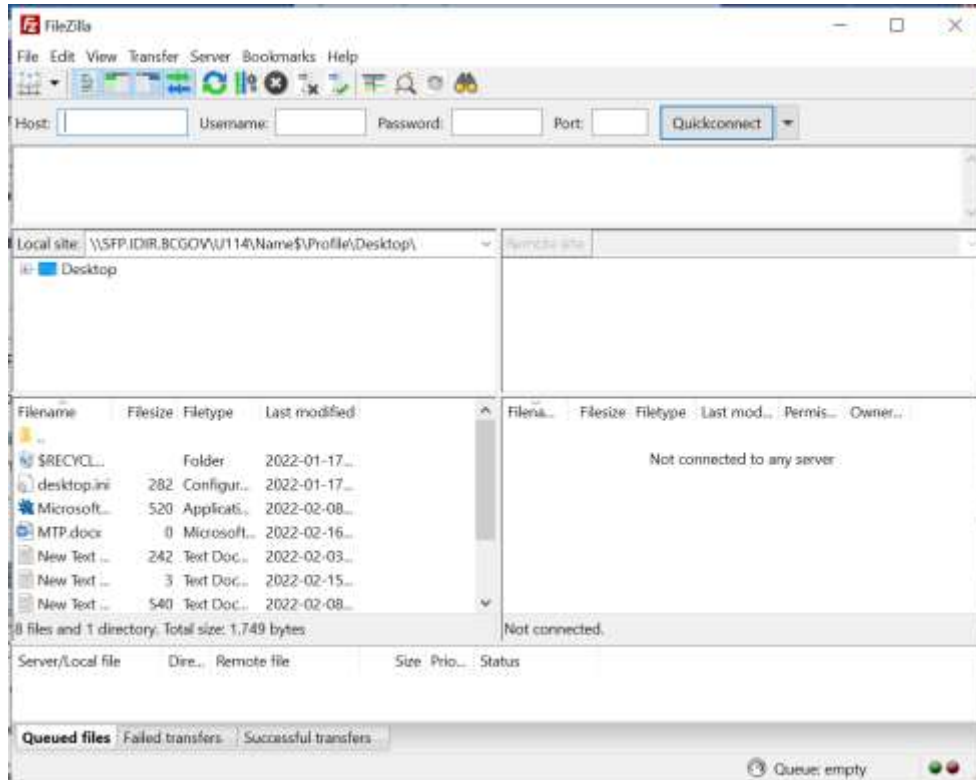 FileZilla
File Edit View Transfer Server Bookmarks Help
Host: Username: Password: Port: Quickconnect
Local site: \\SFP.IDIR.BCGOV\U114\Name$\Profile\Desktop\ Remote site:
Desktop
Filename Filesize Filetype Last modified
..
$RECYCL... Folder 2022-01-17...
desktop.ini 282 Configur... 2022-01-17...
Microsoft... 520 Applicati... 2022-02-08...
MTP.docx 0 Microsoft... 2022-02-16...
New Text ... 242 Text Doc... 2022-02-03...
New Text ... 3 Text Doc... 2022-02-15...
New Text ... 540 Text Doc... 2022-02-08...
8 files and 1 directory. Total size: 1,749 bytes
Filena... Filesize Filetype Last mod... Permis... Owner...
Not connected to any server
Not connected.
Server/Local file Dire... Remote file Size Prio... Status
Queued files Failed transfers Successful transfers
Queue: empty